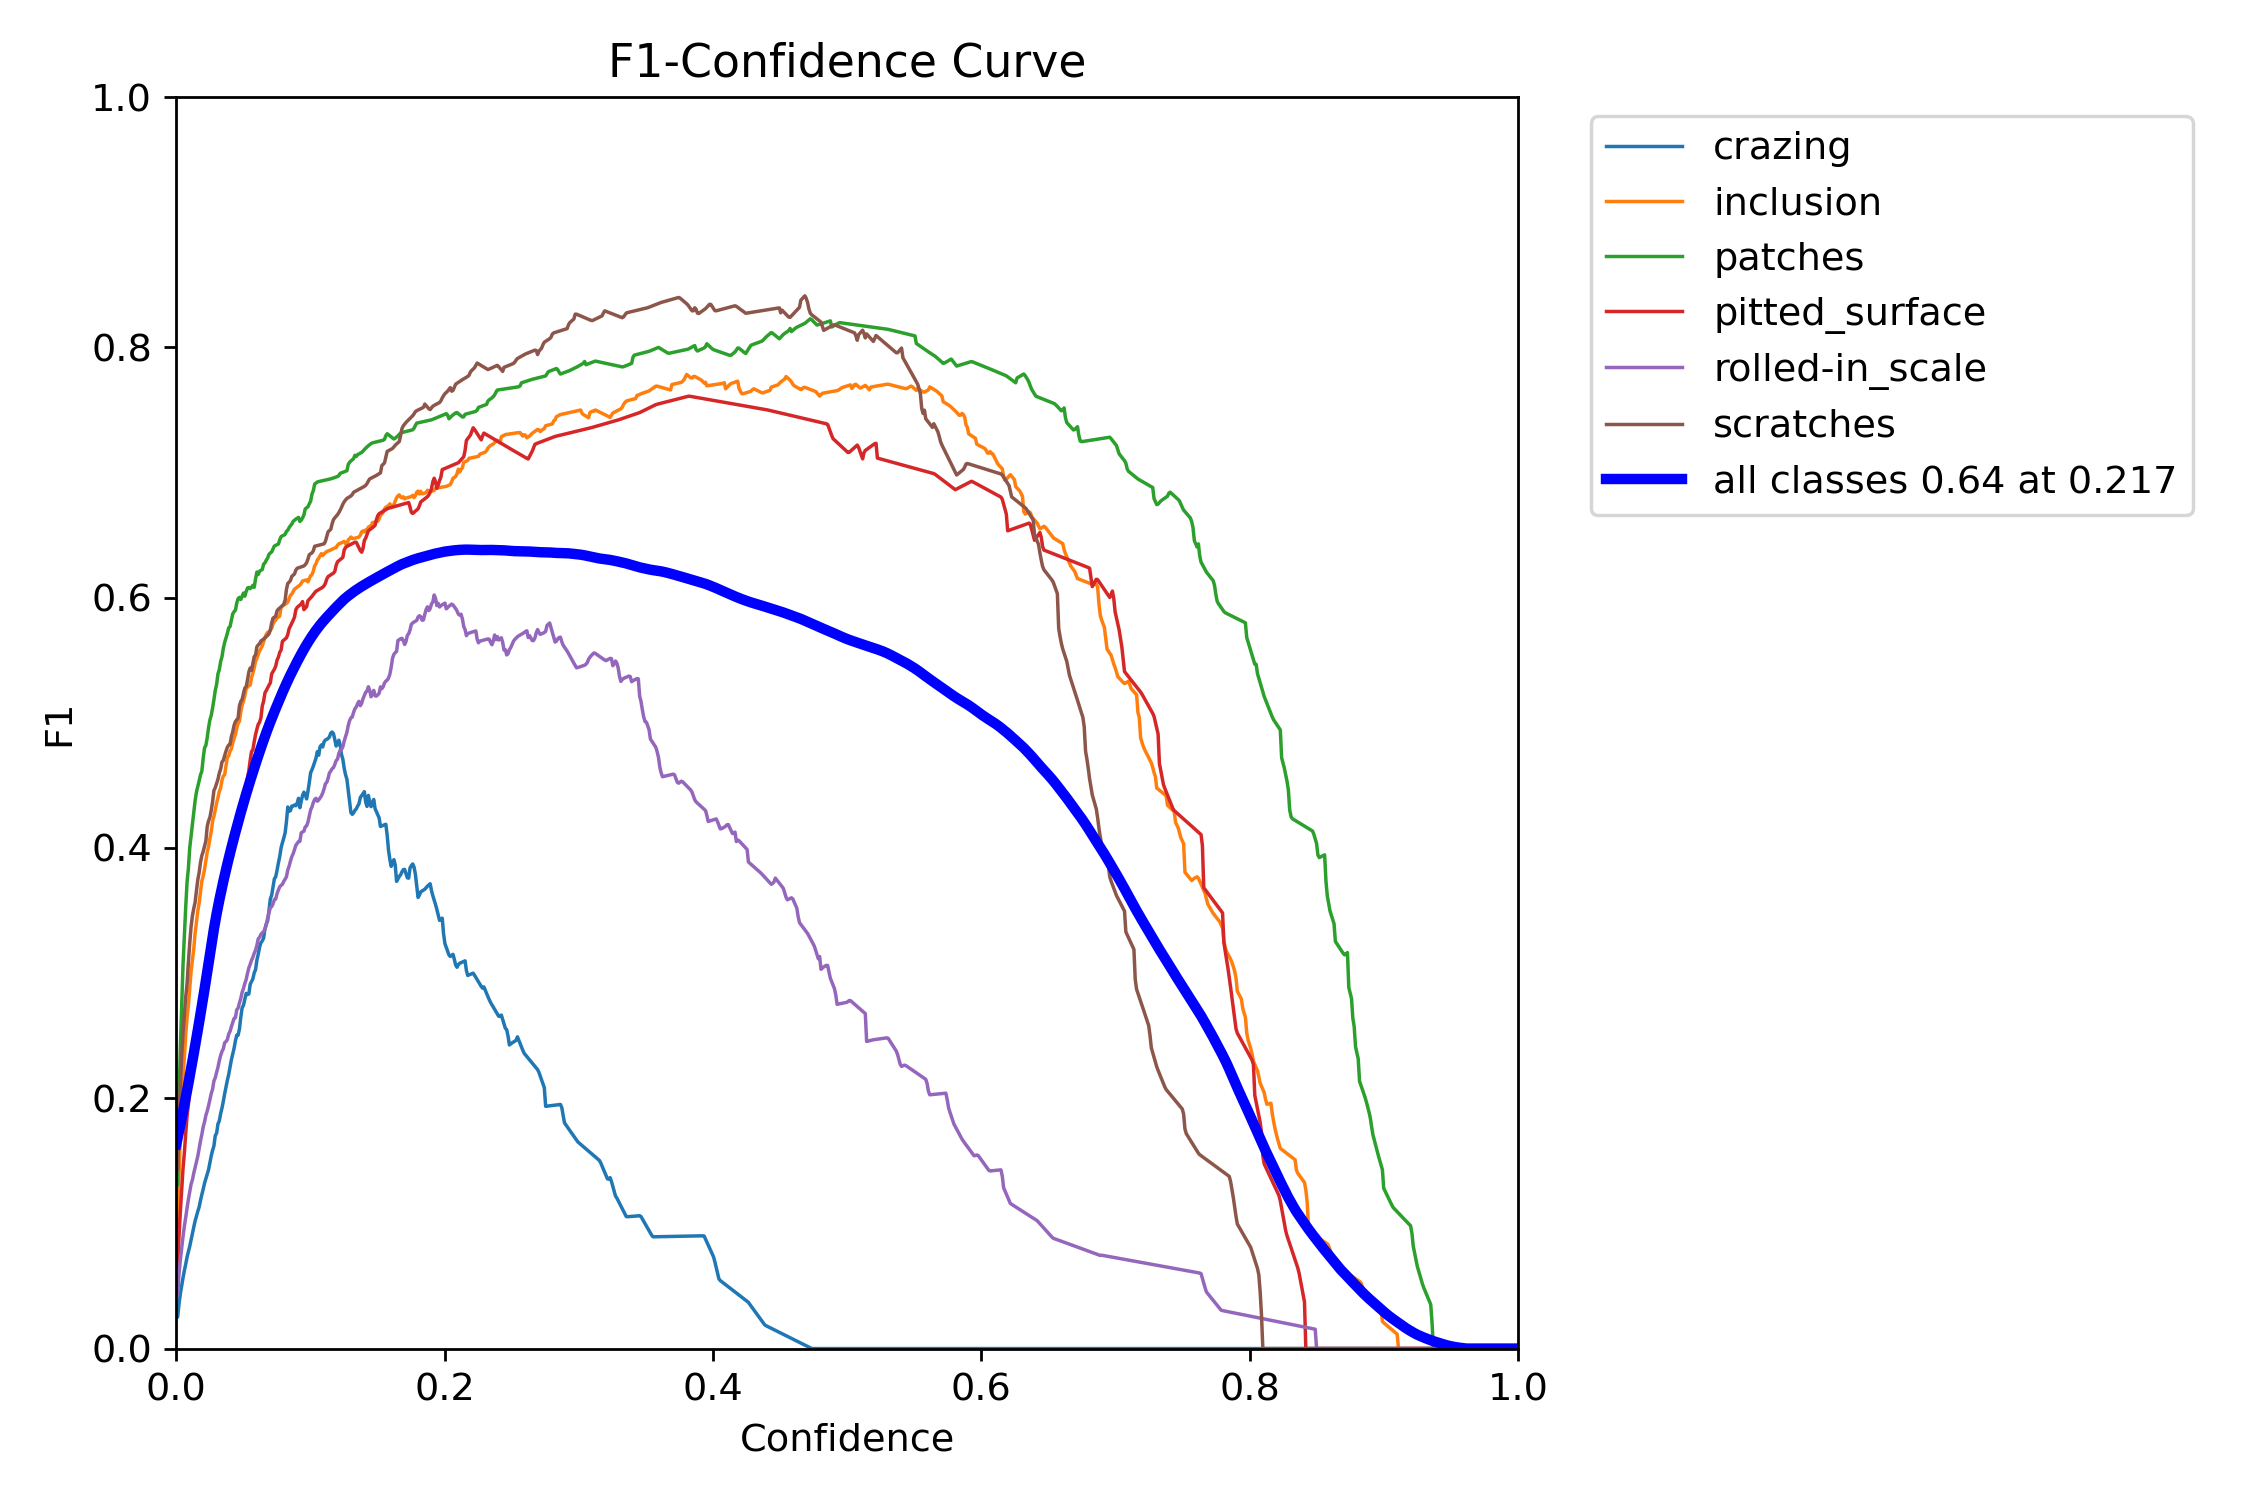 F1-Confidence Curve
1.0
0.8
0.6
0.4
0.2
0.0
F1
0.0 0.2 0.4 0.6 0.8 1.0
Confidence
crazing
inclusion
patches
pitted_surface
rolled-in_scale
scratches
all classes 0.64 at 0.217